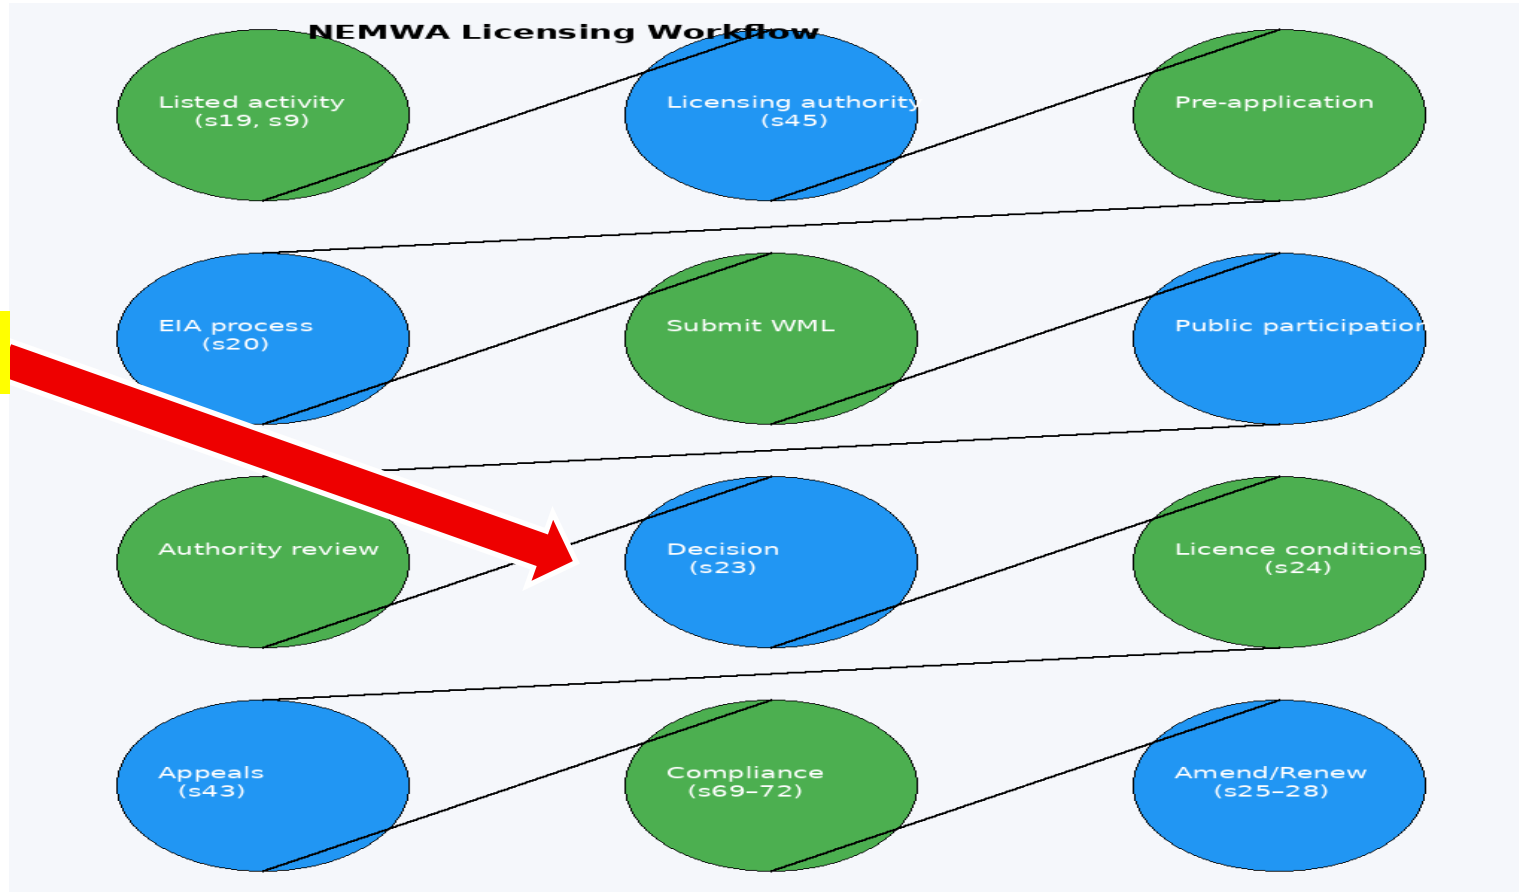 NEMWA Licensing Workflow
Listed activity
(s19, s9)
Licensing authority
(s45)
Pre-application
EIA process
(s20)
Submit WML
Public participation
Authority review
Decision
(s23)
Licence conditions
(s24)
Appeals
(s43)
Compliance
(s69–72)
Amend/Renew
(s25–28)